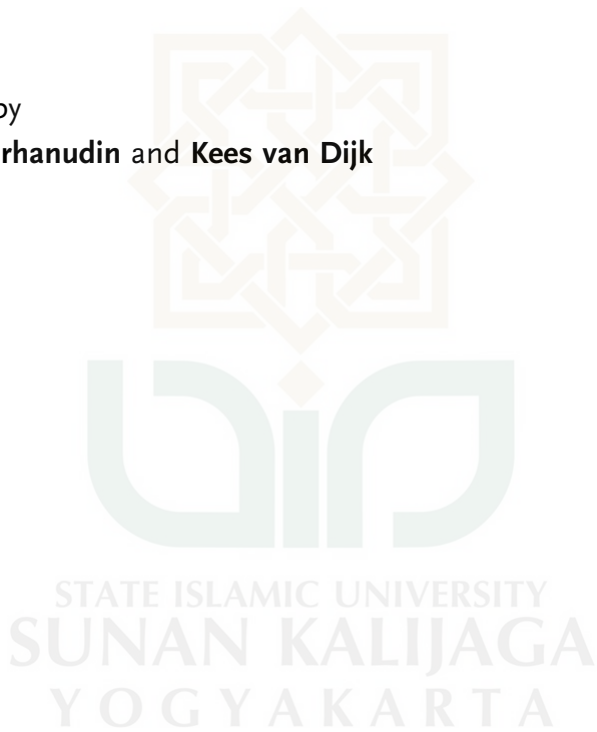 by
rhanudin and Kees van Dijk
STATE ISLAMIC UNIVERSITY
SUNAN KALIJAGA
YOGYAKARTA